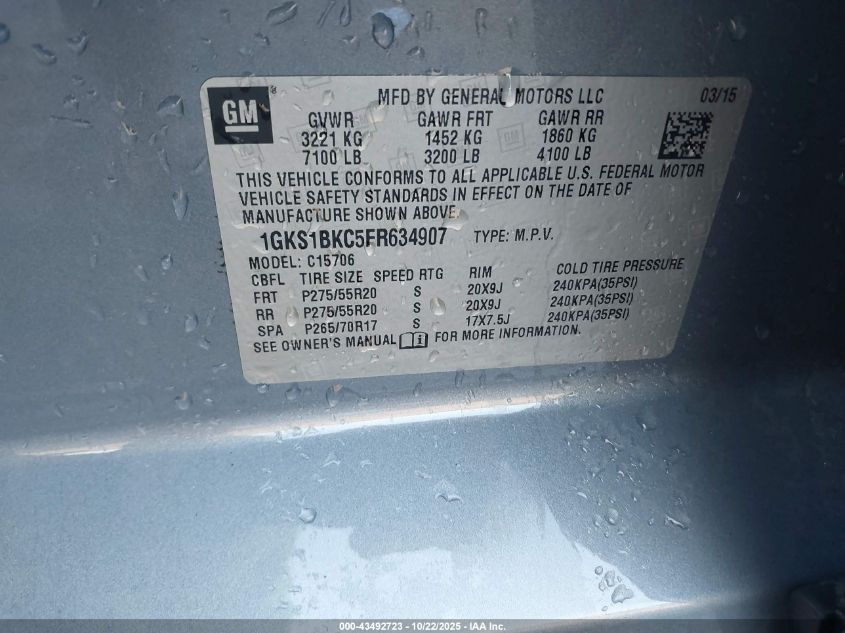 GM ®
MFD BY GENERAL MOTORS LLC 03/15
GVWR GAWR FRT GAWR RR
3221 KG 1452 KG 1860 KG
7100 LB 3200 LB 4100 LB
THIS VEHICLE CONFORMS TO ALL APPLICABLE U.S. FEDERAL MOTOR
VEHICLE SAFETY STANDARDS IN EFFECT ON THE DATE OF
MANUFACTURE SHOWN ABOVE.
1GKS1BKC5FR634907 TYPE: M.P.V.
MODEL: C15706
CBFL TIRE SIZE SPEED RTG RIM COLD TIRE PRESSURE
FRT P275/55R20 S 20X9J 240KPA(35PSI)
RR P275/55R20 S 20X9J 240KPA(35PSI)
SPA P265/70R17 S 17X7.5J 240KPA(35PSI)
SEE OWNER'S MANUAL FOR MORE INFORMATION.
000-43492723 - 10/22/2025 - IAA Inc.